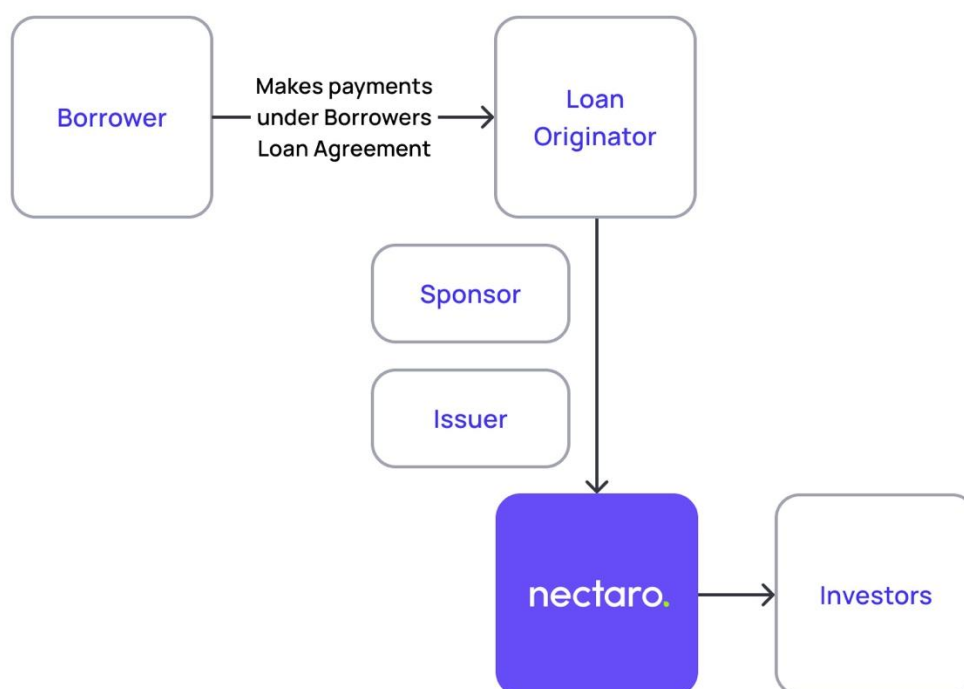 Borrower
Makes payments
under Borrowers
Loan Agreement
Loan
Originator
Sponsor
Issuer
nectaro.
Investors